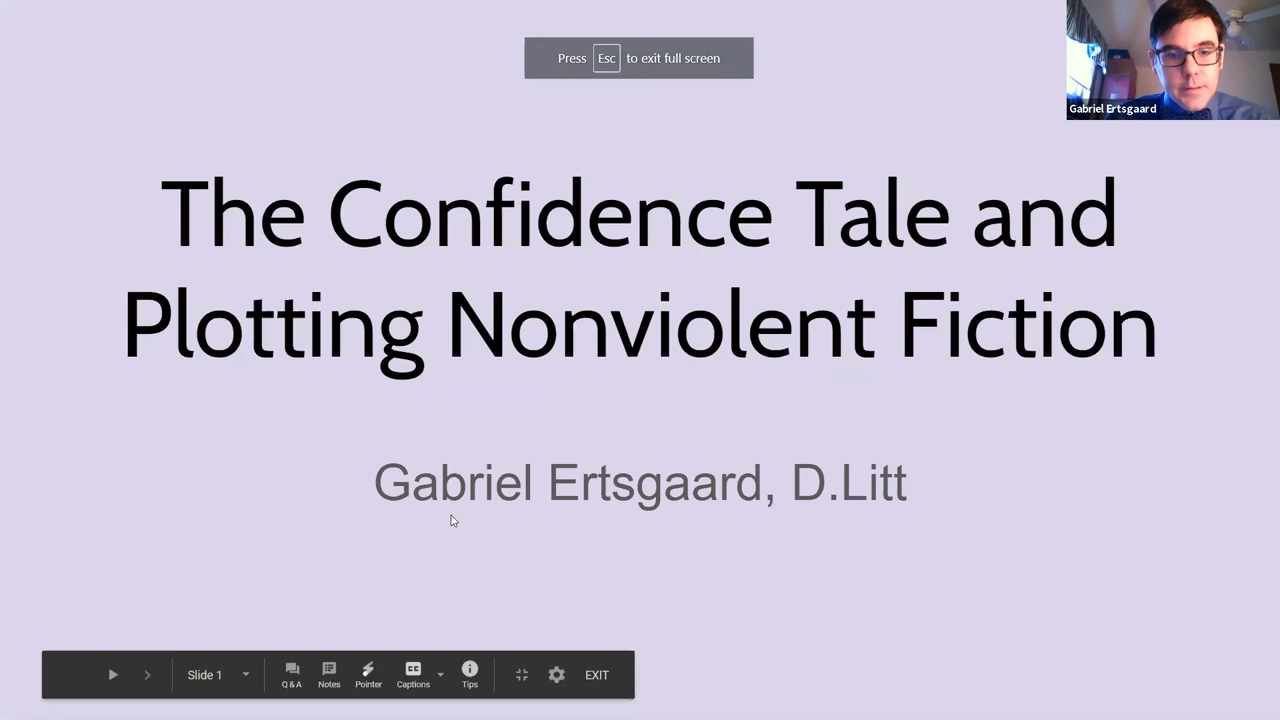 Press Esc to exit full screen
Gabriel Ertsgaard
The Confidence Tale and
Plotting Nonviolent Fiction
Gabriel Ertsgaard, D.Litt
Slide 1
Q & A
Notes
Pointer
CC
Captions
Tips
EXIT